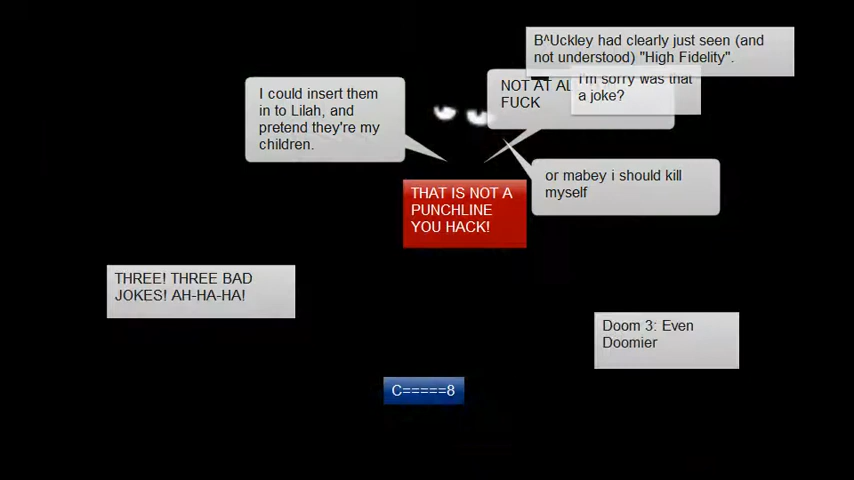 B^Uckley had clearly just seen (and
not understood) "High Fidelity".
I'm sorry was that
a joke?
NOT AT AL
FUCK
I could insert them
in to Lilah, and
pretend they're my
children.
or mabey i should kill
myself
THAT IS NOT A
PUNCHLINE
YOU HACK!
THREE! THREE BAD
JOKES! AH-HA-HA!
Doom 3: Even
Doomier
C=====8